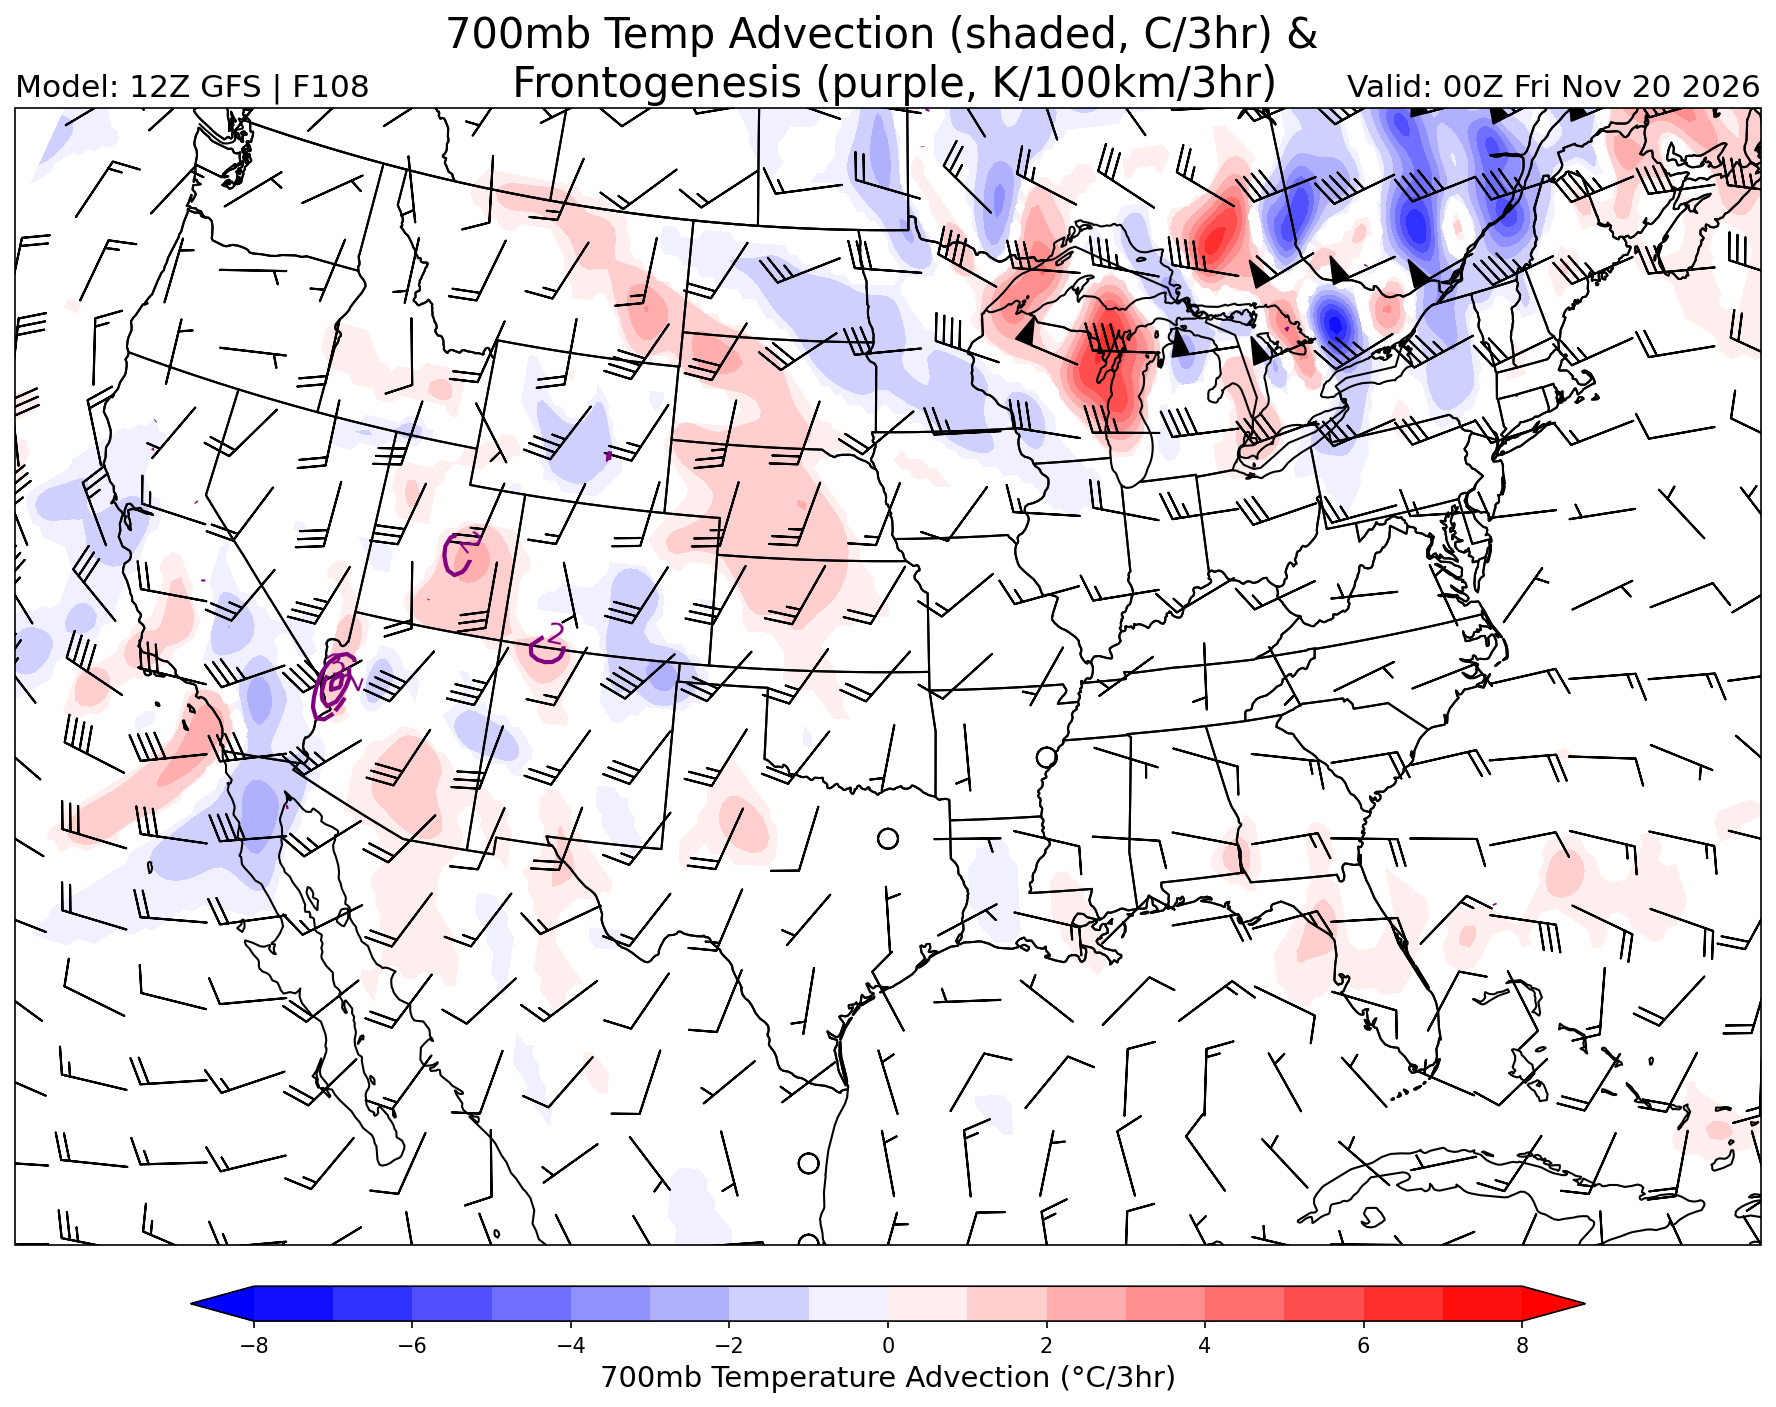 700mb Temp Advection (shaded, C/3hr) &
Model: 12Z GFS | F108 Frontogenesis (purple, K/100km/3hr) Valid: 00Z Fri Nov 20 2026
2
−8 −6 −4 −2 0 2 4 6 8
700mb Temperature Advection (°C/3hr)